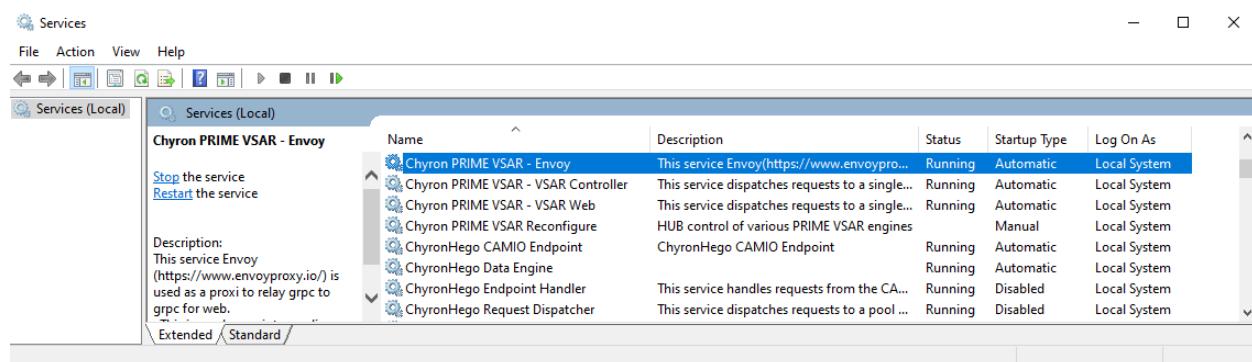 Services
File Action View Help
Services (Local)
Services (Local)
Chyron PRIME VSAR - Envoy
Stop the service
Restart the service
Description:
This service Envoy
(https://www.envoyproxy.io/) is
used as a proxi to relay grpc to
grpc for web.
Name Description Status Startup Type Log On As
Chyron PRIME VSAR - Envoy This service Envoy(https://www.envoypro... Running Automatic Local System
Chyron PRIME VSAR - VSAR Controller This service dispatches requests to a single... Running Automatic Local System
Chyron PRIME VSAR - VSAR Web This service dispatches requests to a single... Running Automatic Local System
Chyron PRIME VSAR Reconfigure HUB control of various PRIME VSAR engines Manual Local System
ChyronHego CAMIO Endpoint ChyronHego CAMIO Endpoint Running Automatic Local System
ChyronHego Data Engine Running Automatic Local System
ChyronHego Endpoint Handler This service handles requests from the CA... Running Disabled Local System
ChyronHego Request Dispatcher This service dispatches requests to a pool ... Running Disabled Local System
Extended Standard